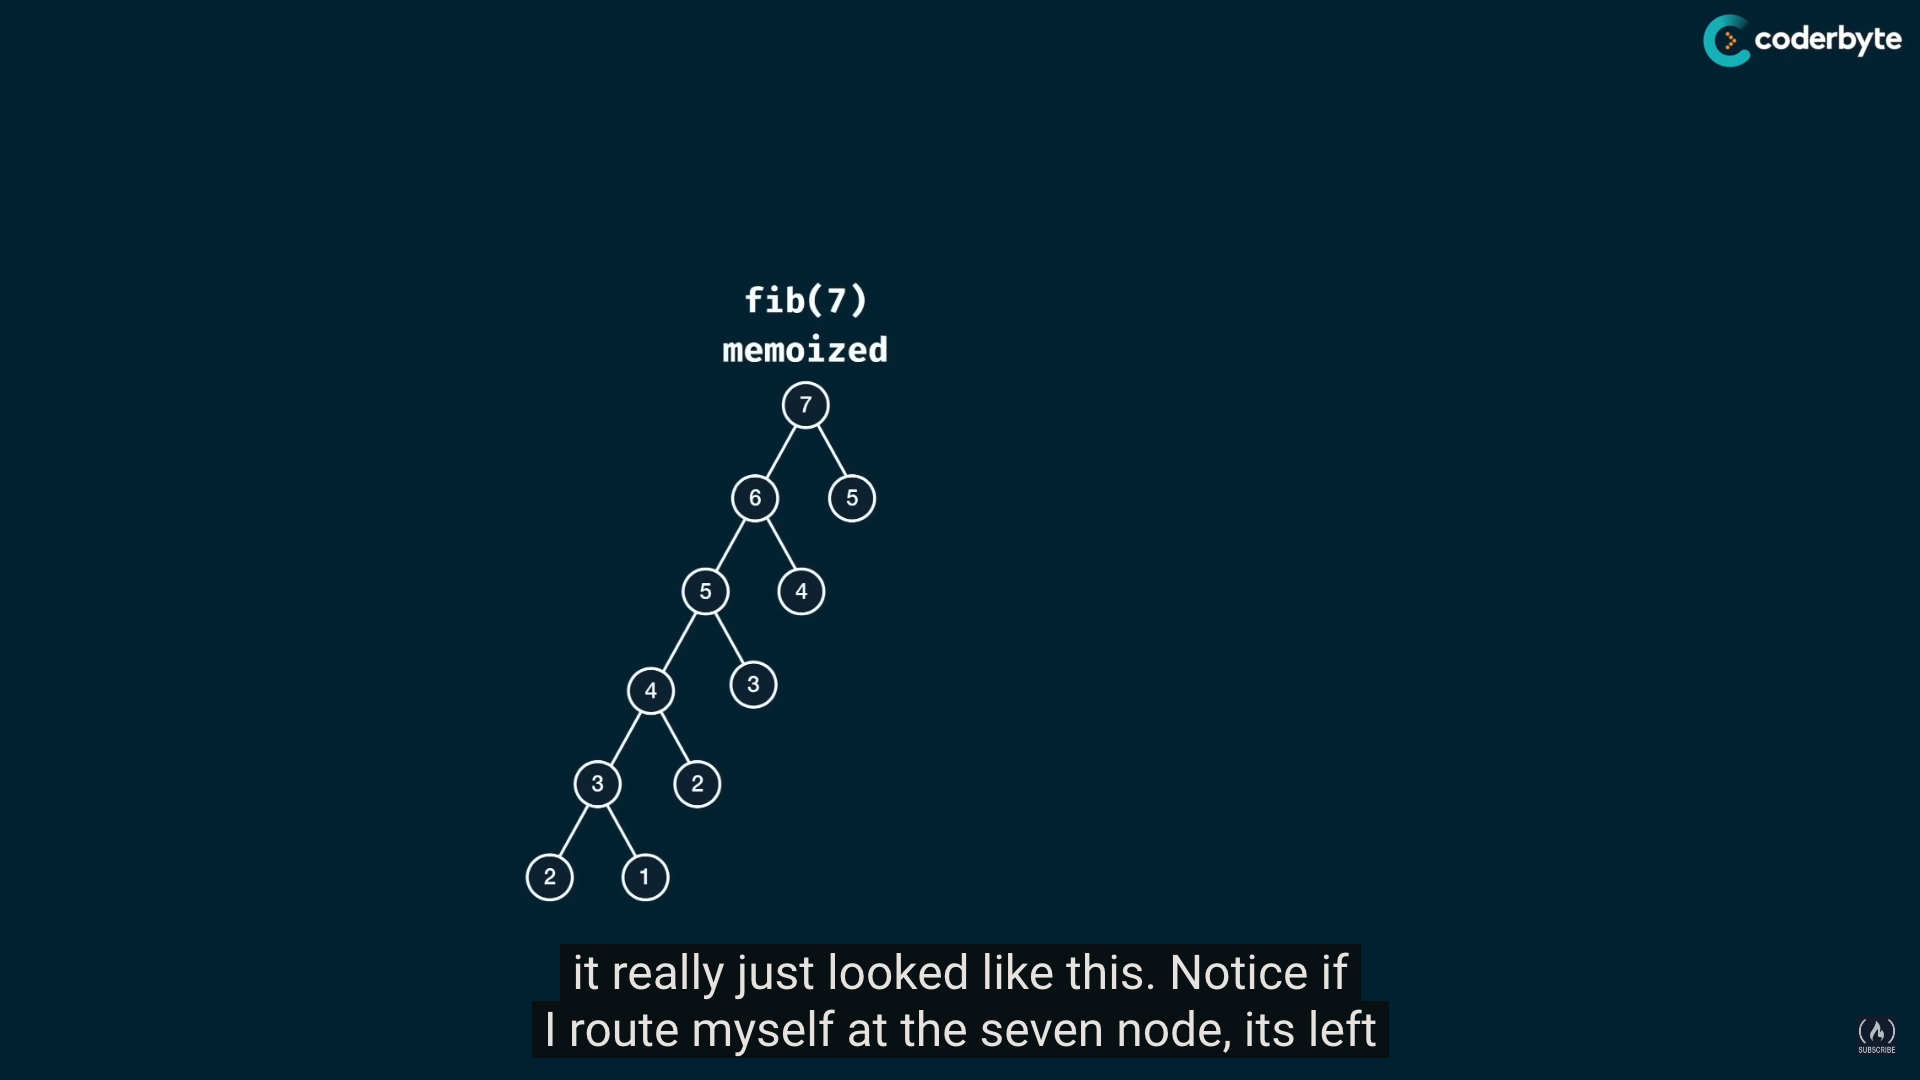 coderbyte
fib(7)
memoized
7
6 5
5 4
4 3
3 2
2 1
it really just looked like this. Notice if
I route myself at the seven node, its left
SUBSCRIBE